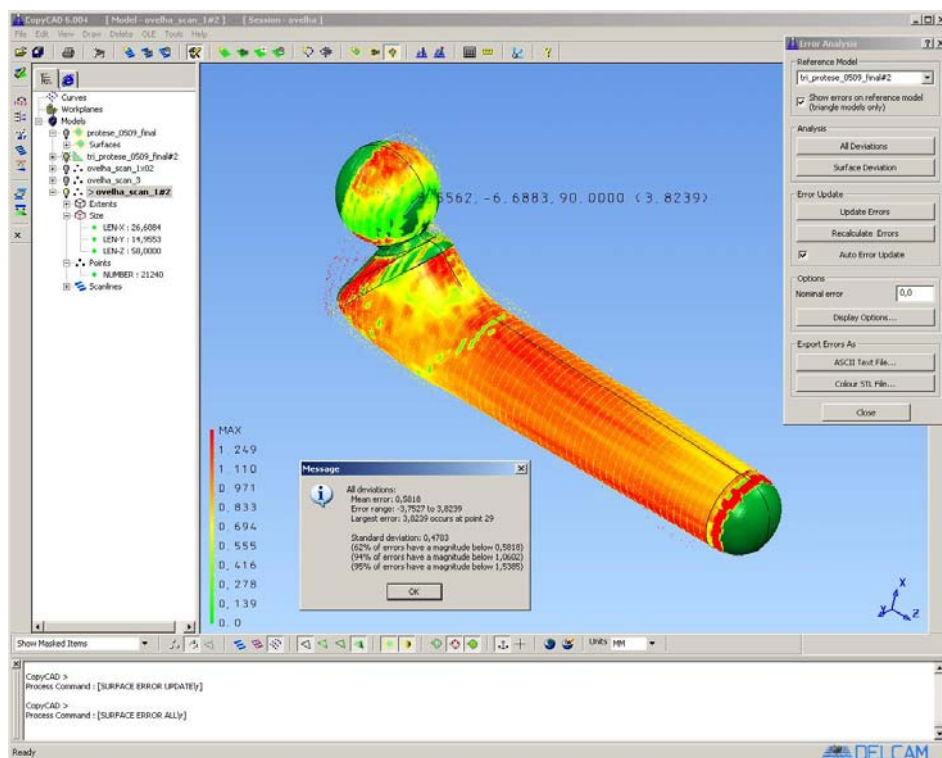 CopyCAD 6.004 [ Model - ovelha_scan_1#2 ] [ Session - ovelha ]
File Edit View Draw Delete OLE Tools Help
Curves
Workplanes
Models
protese_0509_final
Surfaces
tri_protese_0509_final#2
ovelha_scan_1x02
ovelha_scan_3
> ovelha_scan_1#2
Extents
Size
LEN-X : 26,6084
LEN-Y : 14,9553
LEN-Z : 58,0000
Points
NUMBER : 21240
Scanlines
5562, -6.6883, 90.0000 (3.8239)
MAX
1.249
1.110
0,971
0,833
0,694
0,555
0,416
0,278
0,139
0.0
Message
All deviations:
Mean error: 0,5818
Error range: -3,7527 to 3,8239
Largest error: 3,8239 occurs at point 29
Standard deviation: 0,4783
(62% of errors have a magnitude below 0,5818)
(94% of errors have a magnitude below 1,0602)
(95% of errors have a magnitude below 1,5385)
OK
X
Y
Z
Error Analysis
Reference Model
tri_protese_0509_final#2
Show errors on reference model
(triangle models only)
Analysis
All Deviations
Surface Deviation
Error Update
Update Errors
Recalculate Errors
Auto Error Update
Options
Nominal error
0,0
Display Options...
Export Errors As
ASCII Text File...
Colour STL File...
Close
Show Masked Items
Units
MM
CopyCAD >
Process Command : [SURFACE ERROR UPDATE\r]
CopyCAD >
Process Command : [SURFACE ERROR ALL\r]
Ready
DELCAM